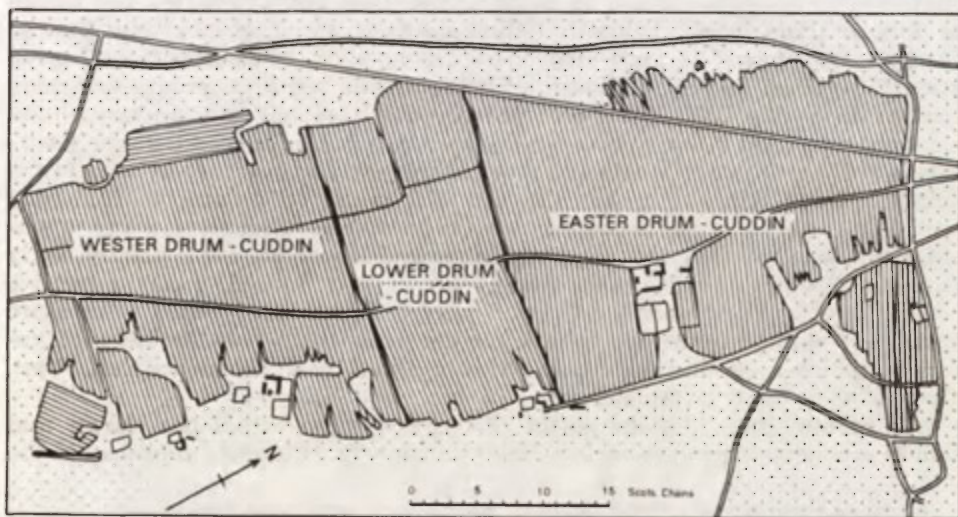 EASTER DRUM - CUDDIN
WESTER DRUM - CUDDIN
LOWER DRUM
- CUDDIN
N
0 5 10 15 Scots. Chains